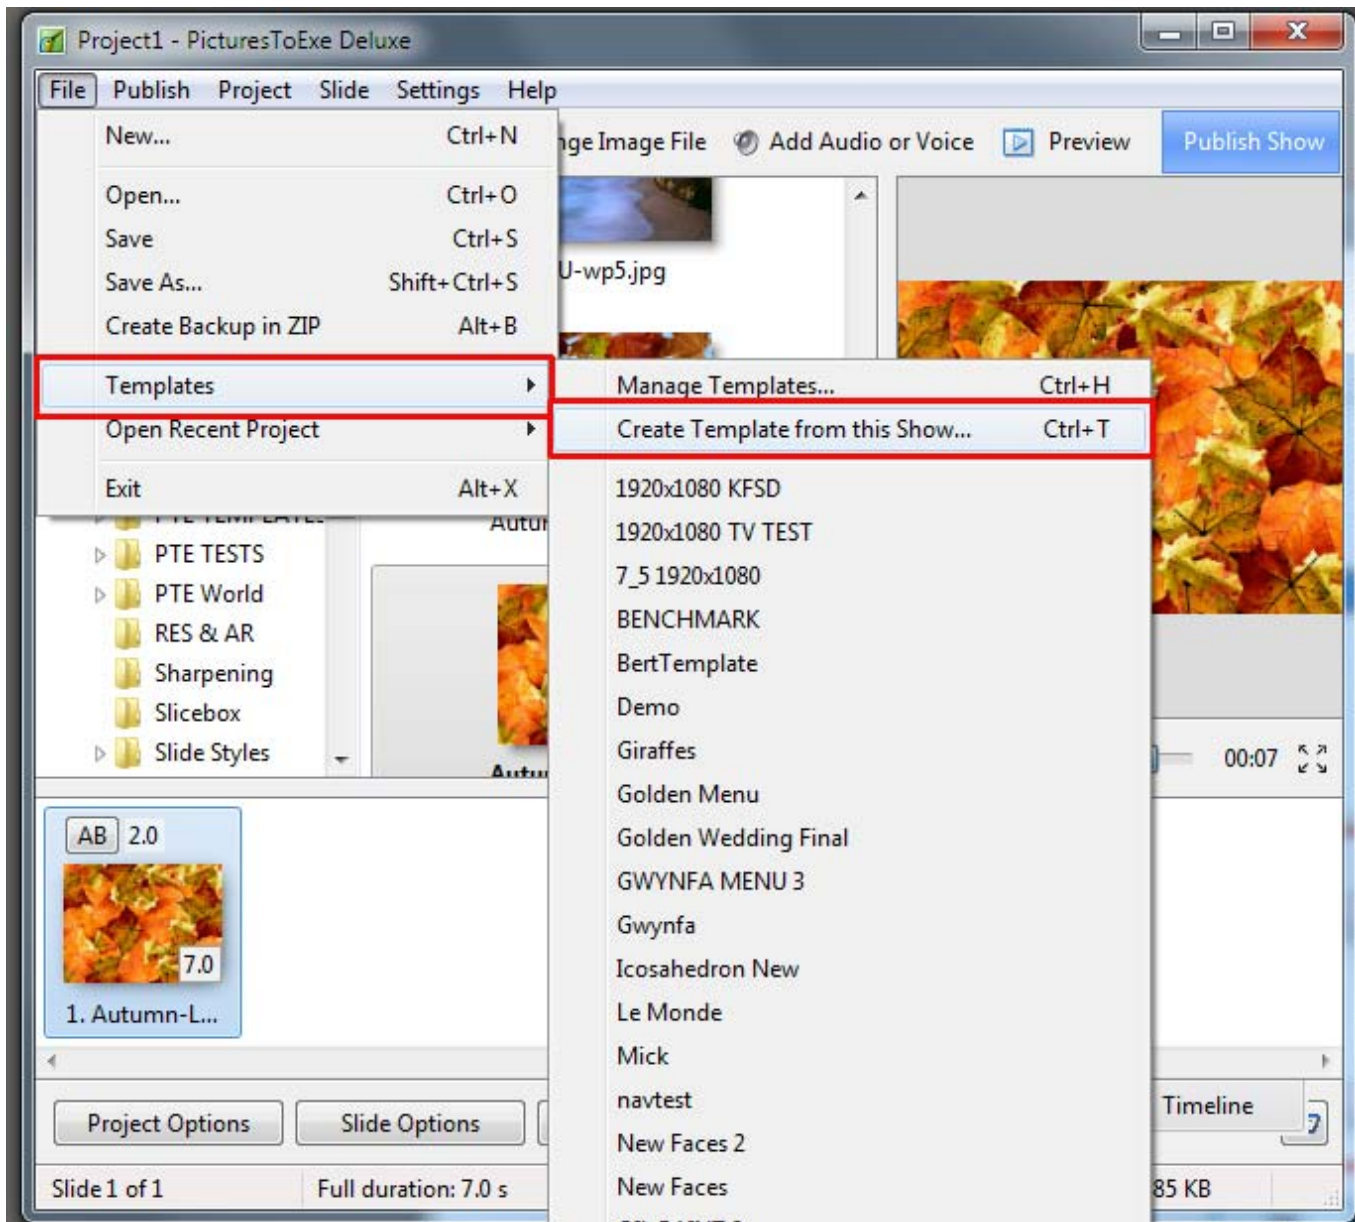 Project1 - PicturesToExe Deluxe
File Publish Project Slide Settings Help
New... Ctrl+N
Image File Add Audio or Voice Preview Publish Show
Open... Ctrl+O
Save Ctrl+S
Save As... Shift+Ctrl+S
U-wp5.jpg
Create Backup in ZIP Alt+B
Templates
Manage Templates... Ctrl+H
Open Recent Project
Create Template from this Show... Ctrl+T
Exit Alt+X
1920x1080 KFSD
1920x1080 TV TEST
PTE TESTS
7_5 1920x1080
PTE World
BENCHMARK
RES & AR
BertTemplate
Sharpening
Demo
Slicebox
Giraffes
Slide Styles
00:07
Golden Menu
AB 2.0
Golden Wedding Final
GWYNFA MENU 3
Gwynfa
7.0
Icosahedron New
1. Autumn-L...
Le Monde
Mick
navtest
Timeline
Project Options Slide Options
New Faces 2
New Faces
Slide 1 of 1 Full duration: 7.0 s 85 KB